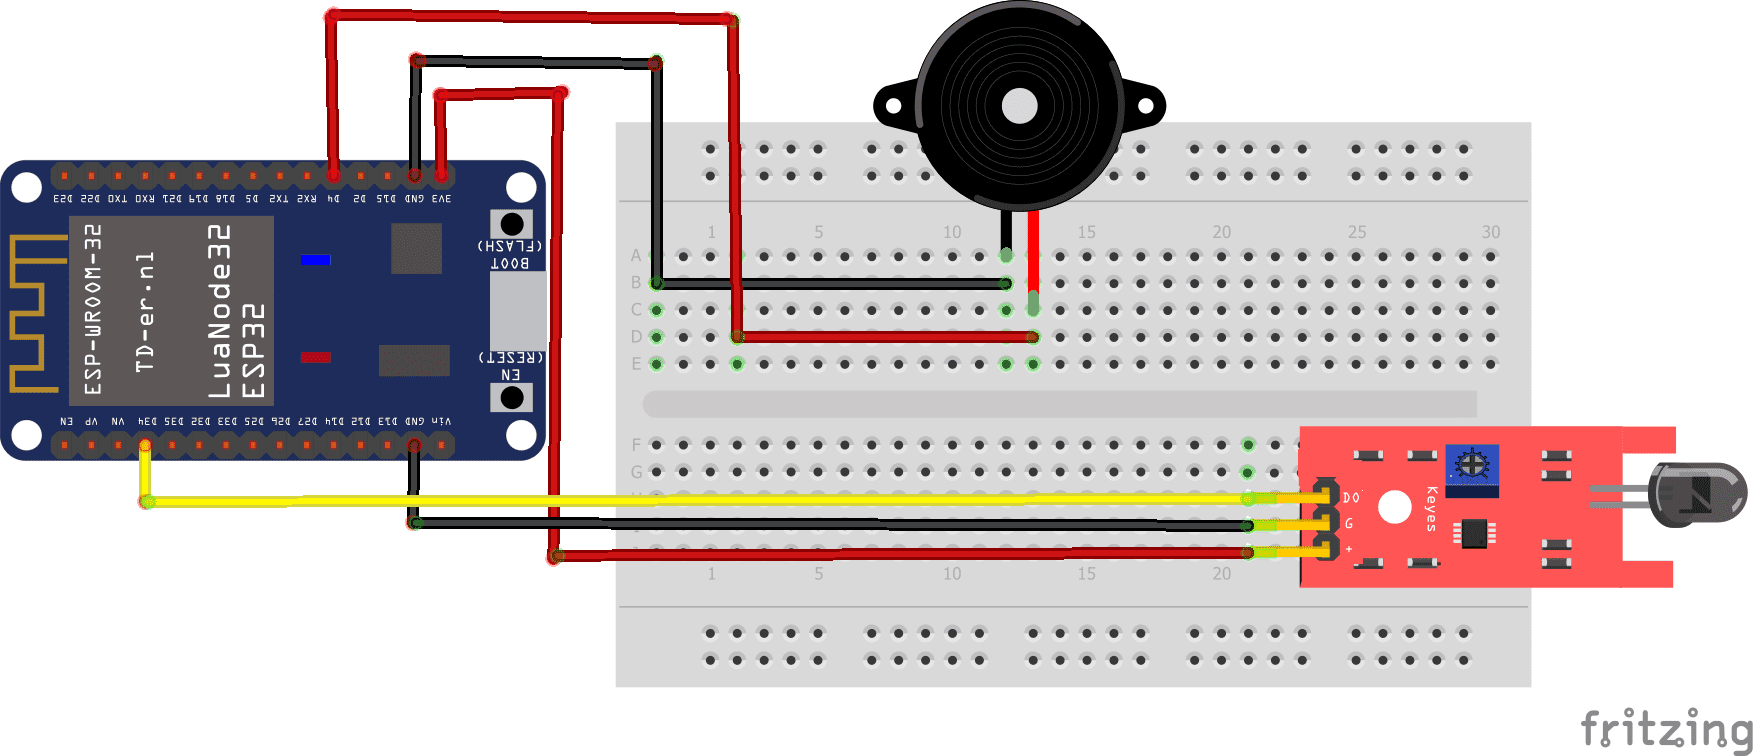 D23 D22 TX0 RX0 D21 D19 D18 D5 TX2 RX2 D4 D2 D15 GND 3V3
(FLASH)
BOOT
ESP-WROOM-32
TD-er.nl
LuaNode32
ESP32
(RESET)
EN
EN VP VN D34 D35 D32 D33 D25 D26 D27 D14 D12 D13 GND Vin
1 5 10 15 20 25 30
A
B
C
D
E
F
G
1 5 10 15 20
DO
G
+
Keyes
fritzing